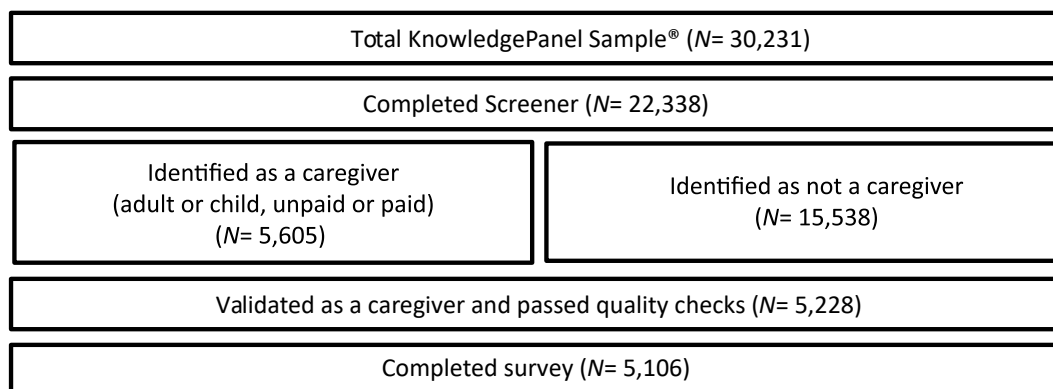 Total KnowledgePanel Sample® (N= 30,231)
Completed Screener (N= 22,338)
Identified as a caregiver
(adult or child, unpaid or paid)
(N= 5,605)
Identified as not a caregiver
(N= 15,538)
Validated as a caregiver and passed quality checks (N= 5,228)
Completed survey (N= 5,106)